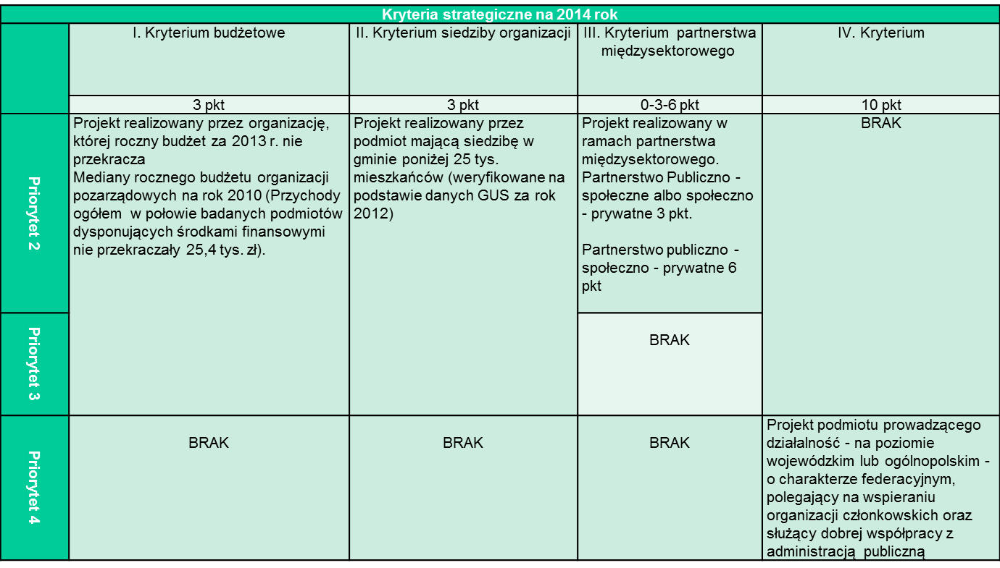 Kryteria strategiczne na 2014 rok
I. Kryterium budżetowe
II. Kryterium siedziby organizacji
III. Kryterium partnerstwa
międzysektorowego
IV. Kryterium
3 pkt
3 pkt
0-3-6 pkt
10 pkt
Priorytet 2
Projekt realizowany przez organizację,
której roczny budżet za 2013 r. nie
przekracza
Mediany rocznego budżetu organizacji
pozarządowych na rok 2010 (Przychody
ogółem w połowie badanych podmiotów
dysponujących środkami finansowymi
nie przekraczały 25,4 tys. zł).
Projekt realizowany przez
podmiot mającą siedzibę w
gminie poniżej 25 tys.
mieszkańców (weryfikowane na
podstawie danych GUS za rok
2012)
Projekt realizowany w
ramach partnerstwa
międzysektorowego.
Partnerstwo Publiczno -
społeczne albo społeczno
- prywatne 3 pkt.
Partnerstwo publiczno -
społeczno - prywatne 6
pkt
BRAK
Priorytet 3
BRAK
Priorytet 4
BRAK
BRAK
BRAK
Projekt podmiotu prowadzącego
działalność - na poziomie
wojewódzkim lub ogólnopolskim -
o charakterze federacyjnym,
polegający na wspieraniu
organizacji członkowskich oraz
służący dobrej współpracy z
administracją publiczną